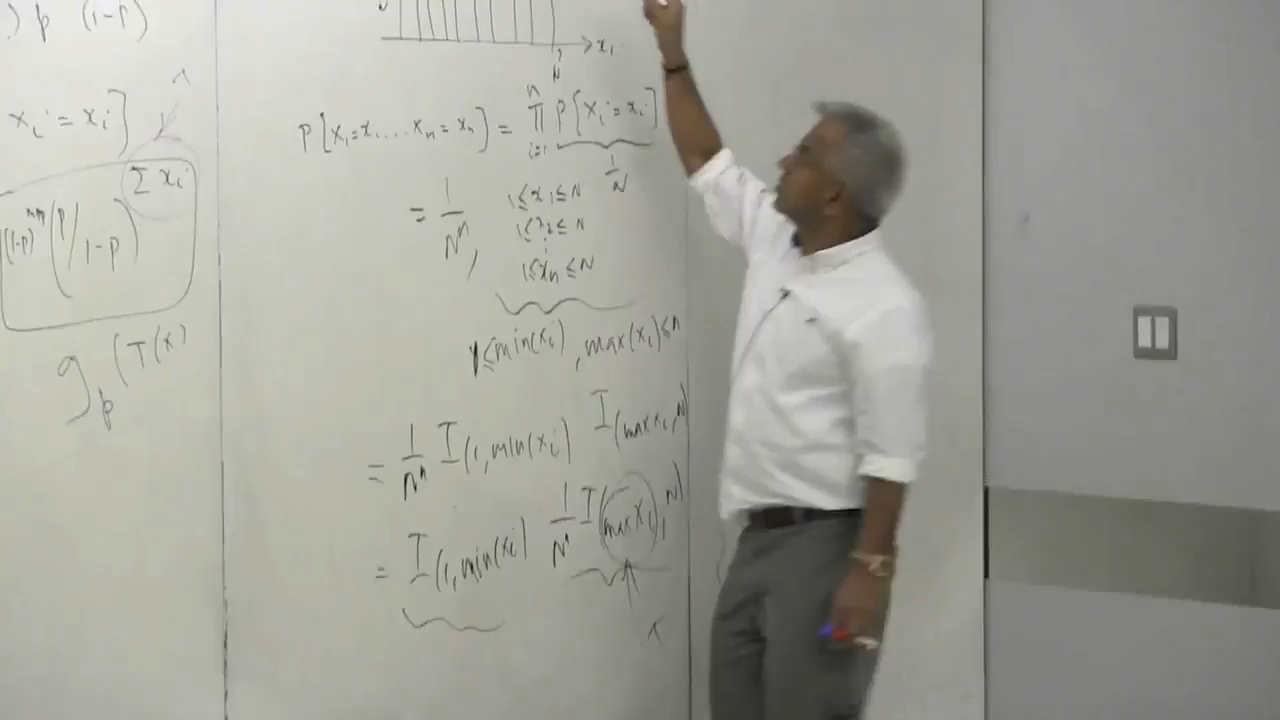 p (1-p)
x_i = x_i]
Σ x_i
(1-p)^{np} (p/1-p)
g_p (T(x)
x_1
N
P[X_1=x_1 ... X_n=x_n] = ∏_{i=1}^{n} P[X_i=x_i]
1/N
= 1/N^n, 1≤x_1≤N
1≤x_2≤N
⋮
1≤x_n≤N
1≤min(x_i), max(x_i)≤n
= 1/N^n I(1,min(x_i) I(max x_i,N)
= I(1,min(x_i) 1/N^n I(max x_i),N)